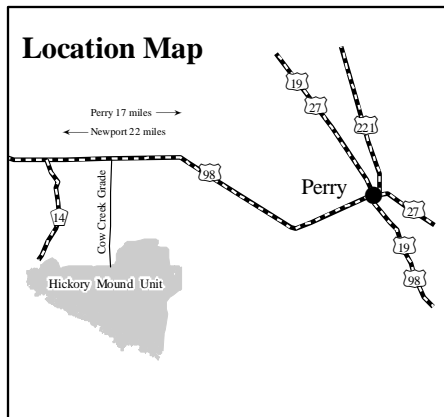 Location Map
19
27
221
Perry 17 miles
Newport 22 miles
98
Cow Creek Grade
Perry
14
27
19
Hickory Mound Unit
98